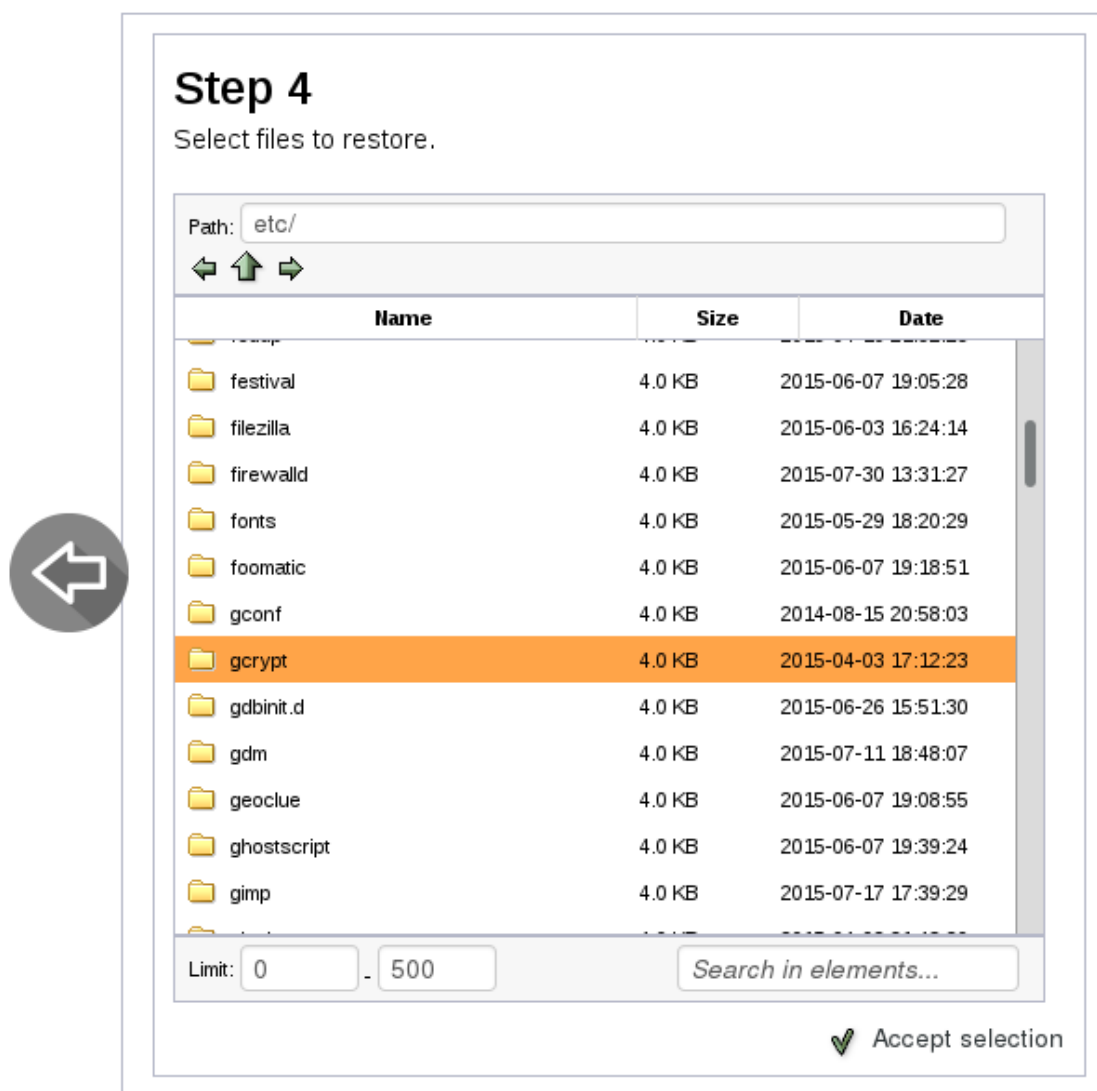 Step 4
Select files to restore.
Path: etc/
Name Size Date
festival 4.0 KB 2015-06-07 19:05:28
filezilla 4.0 KB 2015-06-03 16:24:14
firewalld 4.0 KB 2015-07-30 13:31:27
fonts 4.0 KB 2015-05-29 18:20:29
foomatic 4.0 KB 2015-06-07 19:18:51
gconf 4.0 KB 2014-08-15 20:58:03
gcrypt 4.0 KB 2015-04-03 17:12:23
gdbinit.d 4.0 KB 2015-06-26 15:51:30
gdm 4.0 KB 2015-07-11 18:48:07
geoclue 4.0 KB 2015-06-07 19:08:55
ghostscript 4.0 KB 2015-06-07 19:39:24
gimp 4.0 KB 2015-07-17 17:39:29
Limit: 0 - 500 Search in elements...
Accept selection